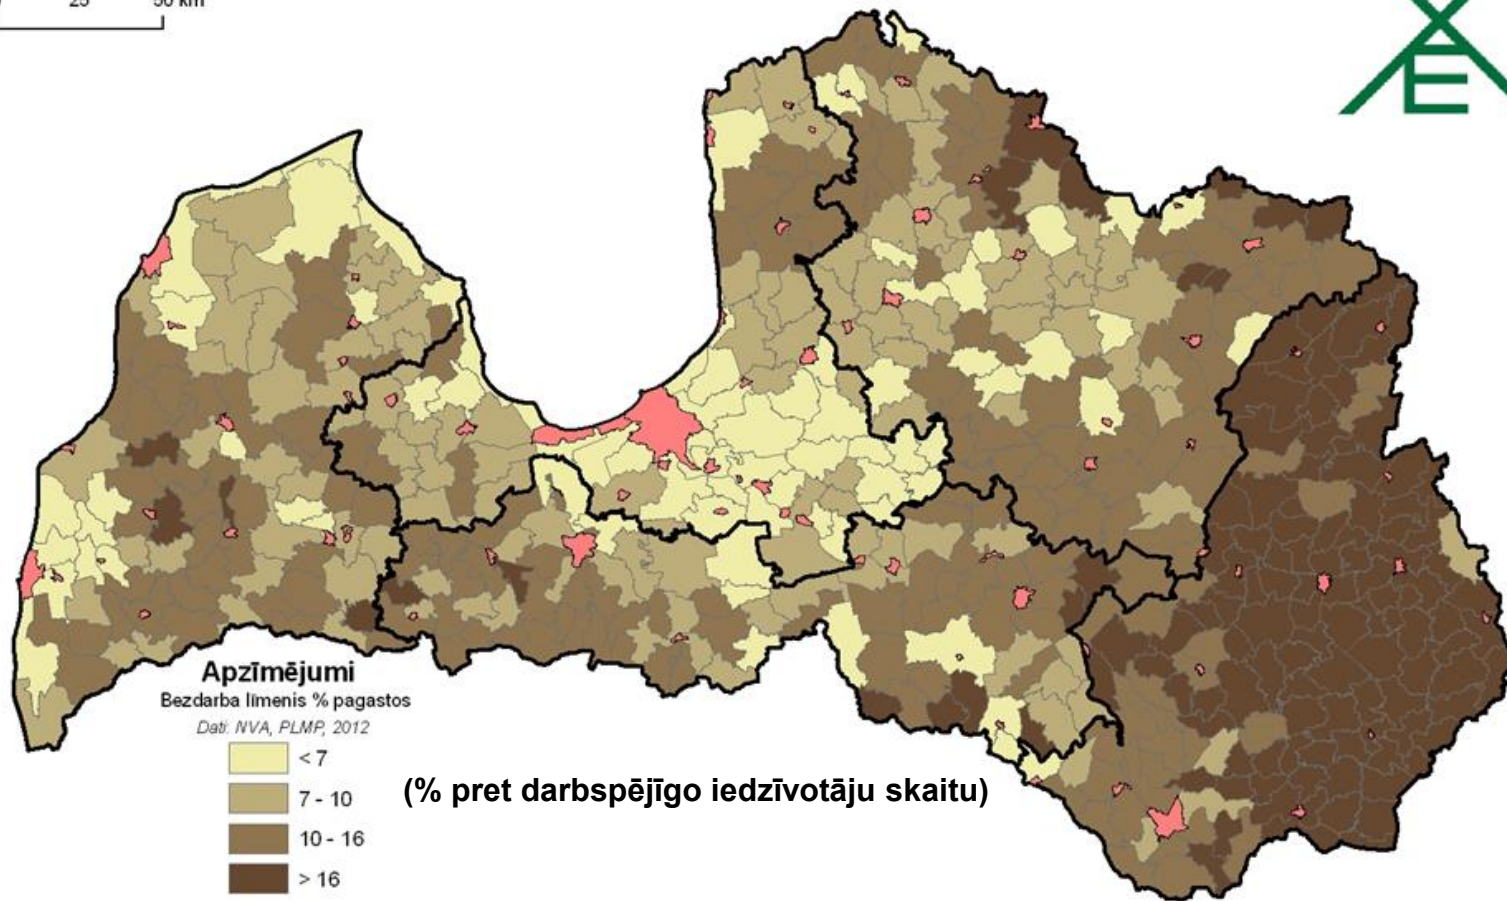 25
50 km
E
Apzīmējumi
Bezdarba līmenis % pagastos
Dati: NVA, PLMP, 2012
< 7
7 - 10
10 - 16
> 16
(% pret darbspējīgo iedzīvotāju skaitu)